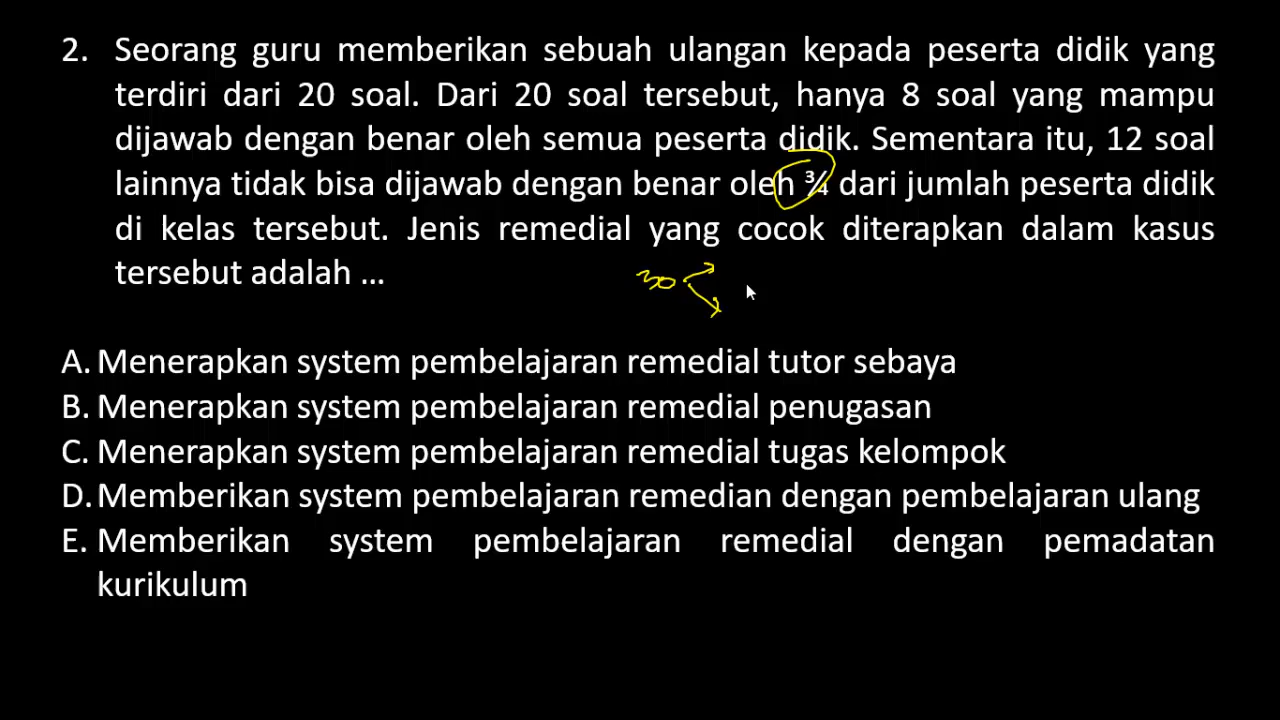 2. Seorang guru memberikan sebuah ulangan kepada peserta didik yang
terdiri dari 20 soal. Dari 20 soal tersebut, hanya 8 soal yang mampu
dijawab dengan benar oleh semua peserta didik. Sementara itu, 12 soal
lainnya tidak bisa dijawab dengan benar oleh ¾ dari jumlah peserta didik
di kelas tersebut. Jenis remedial yang cocok diterapkan dalam kasus
tersebut adalah ...
30
A. Menerapkan system pembelajaran remedial tutor sebaya
B. Menerapkan system pembelajaran remedial penugasan
C. Menerapkan system pembelajaran remedial tugas kelompok
D. Memberikan system pembelajaran remedian dengan pembelajaran ulang
E. Memberikan system pembelajaran remedial dengan pemadatan
kurikulum